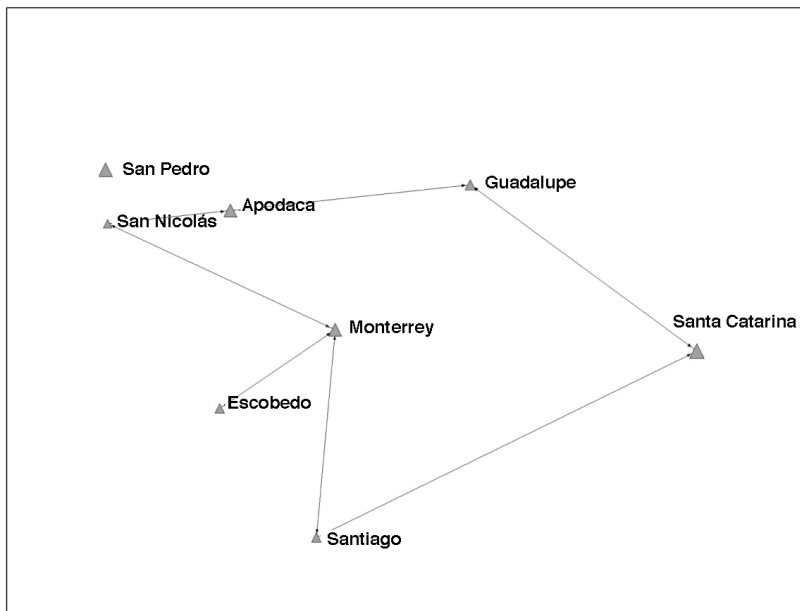 San Pedro
Guadalupe
Apodaca
San Nicolás
Santa Catarina
Monterrey
Escobedo
Santiago